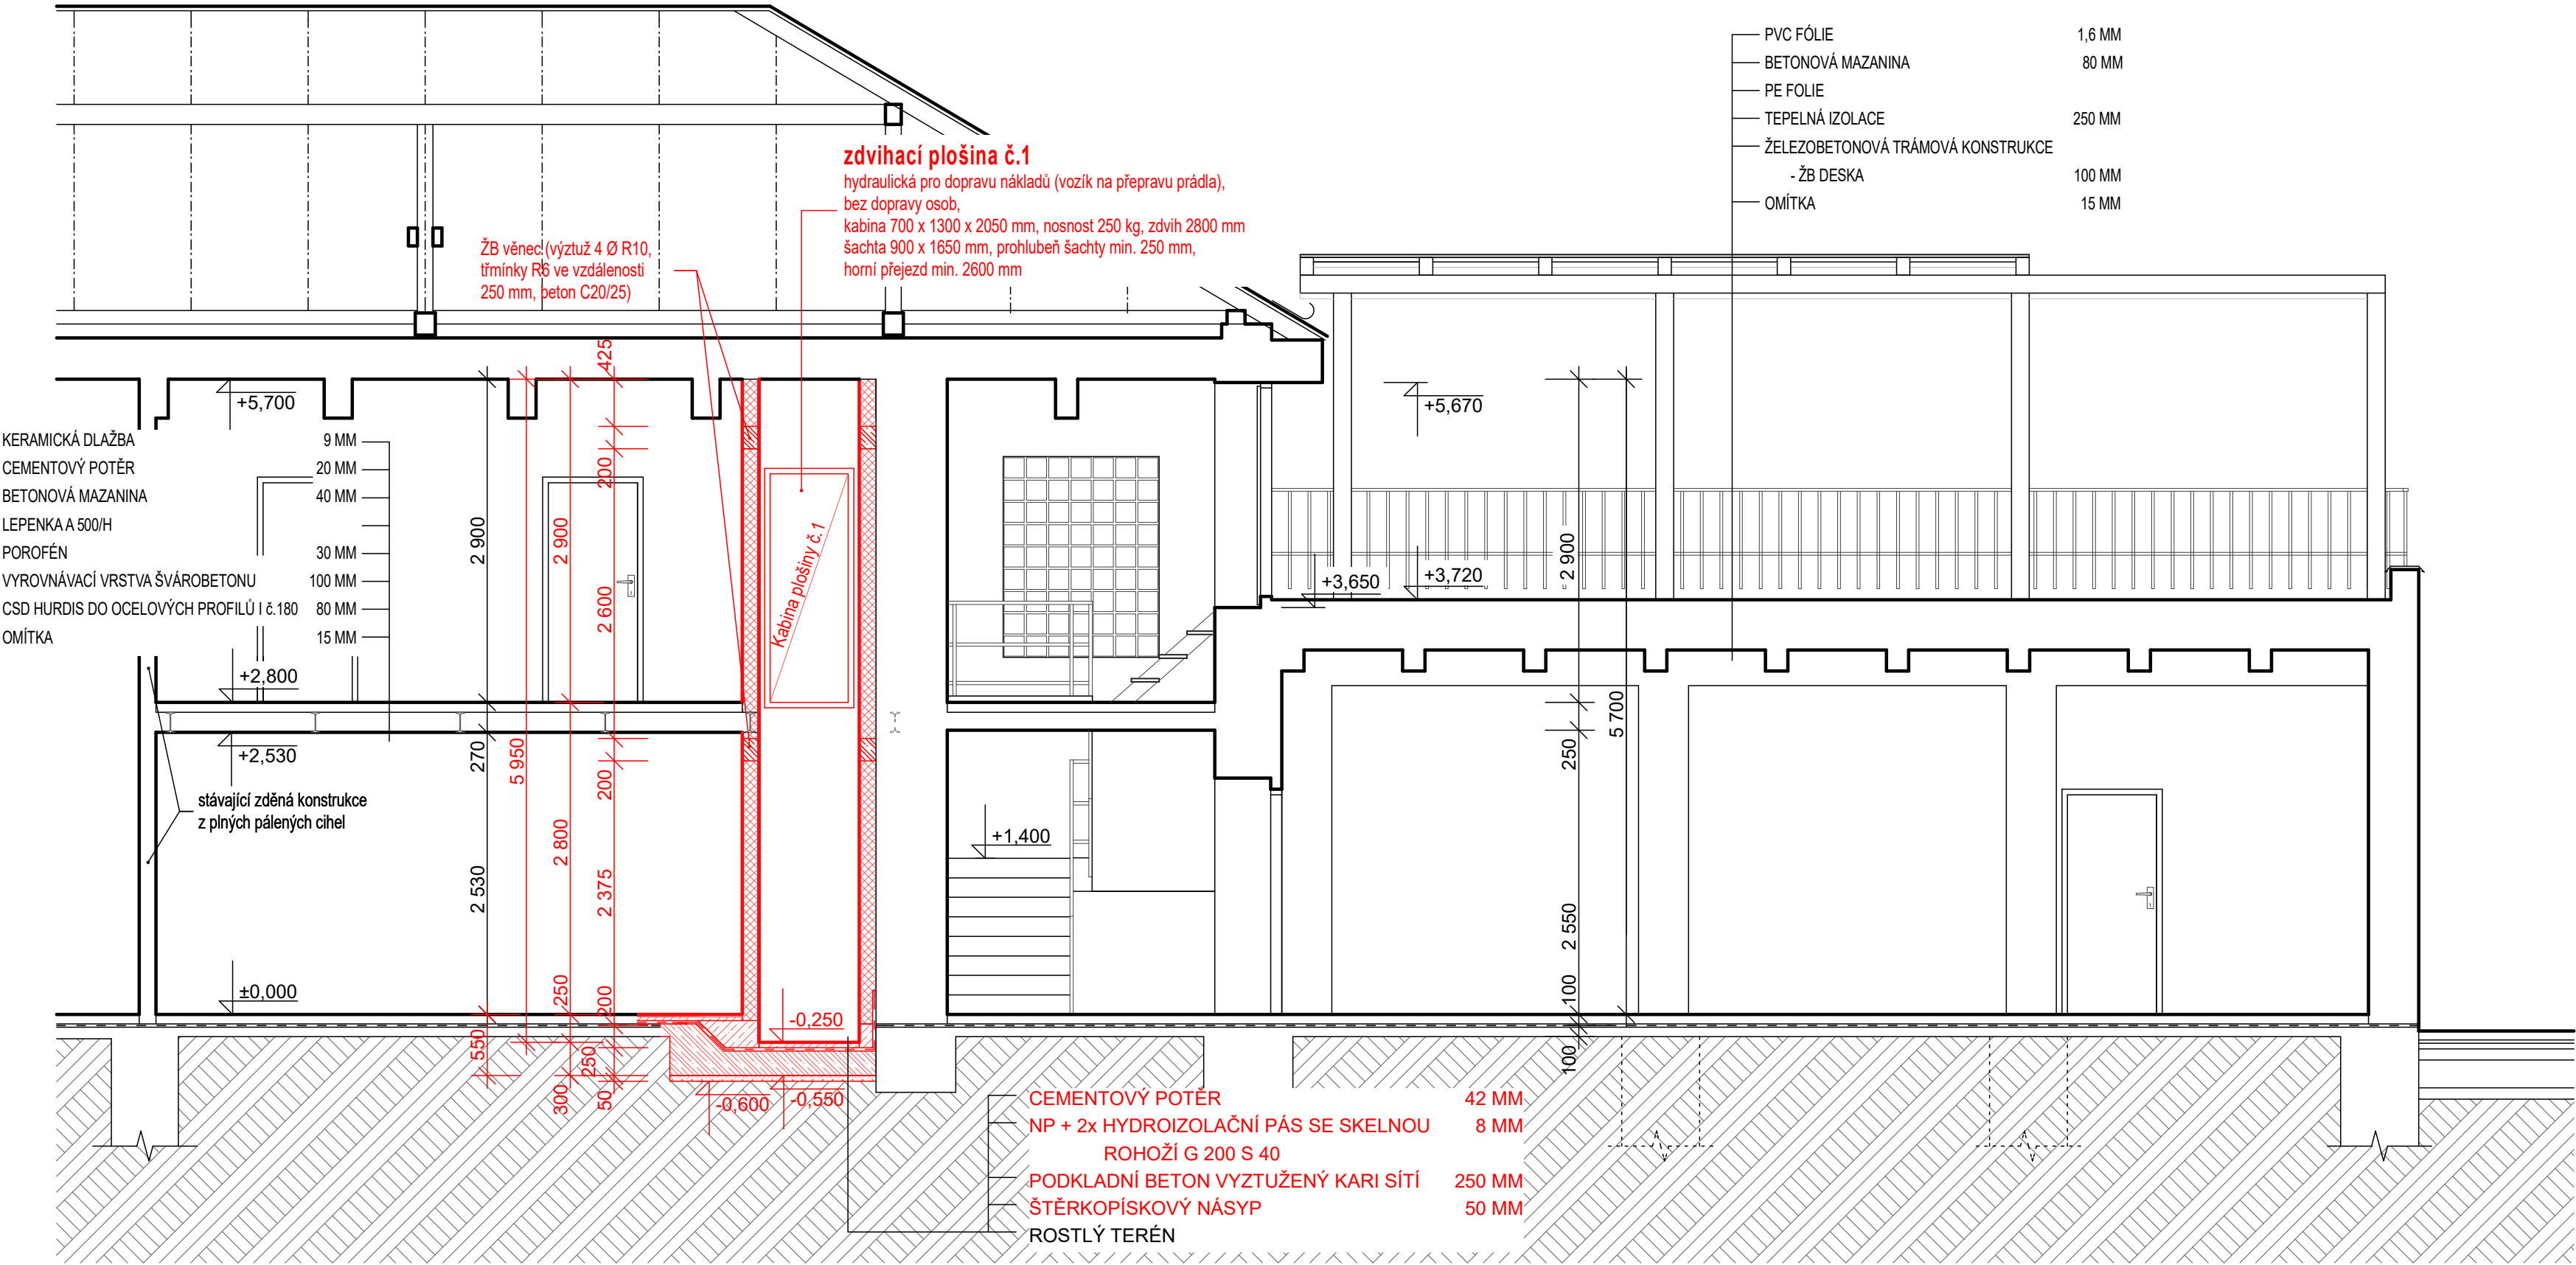 PVC FÓLIE 1,6 MM
BETONOVÁ MAZANINA 80 MM
PE FOLIE
TEPELNÁ IZOLACE 250 MM
ŽELEZOBETONOVÁ TRÁMOVÁ KONSTRUKCE
- ŽB DESKA 100 MM
OMÍTKA 15 MM
zdvihací plošina č.1
hydraulická pro dopravu nákladů (vozík na přepravu prádla),
bez dopravy osob,
kabina 700 x 1300 x 2050 mm, nosnost 250 kg, zdvih 2800 mm
šachta 900 x 1650 mm, prohlubeň šachty min. 250 mm,
horní přejezd min. 2600 mm
ŽB věnec (výztuž 4 Ø R10,
třmínky R6 ve vzdálenosti
250 mm, beton C20/25)
KERAMICKÁ DLAŽBA 9 MM
CEMENTOVÝ POTĚR 20 MM
BETONOVÁ MAZANINA 40 MM
LEPENKA A 500/H
POROFÉN 30 MM
VYROVNÁVACÍ VRSTVA ŠVÁROBETONU 100 MM
CSD HURDIS DO OCELOVÝCH PROFILŮ I č.180 80 MM
OMÍTKA 15 MM
+5,700
+2,800
+2,530
±0,000
stávající zděná konstrukce
z plných pálených cihel
2 900
270
2 530
550
5 950
2 900
2 800
250
300
425
200
2 600
200
2 375
200
250
50
Kabina plošiny č.1
-0,250
-0,600
-0,550
+1,400
+5,670
+3,650
+3,720
2 900
250
2 550
100
100
5 700
CEMENTOVÝ POTĚR 42 MM
NP + 2x HYDROIZOLAČNÍ PÁS SE SKELNOU 8 MM
ROHOŽÍ G 200 S 40
PODKLADNÍ BETON VYZTUŽENÝ KARI SÍTÍ 250 MM
ŠTĚRKOPÍSKOVÝ NÁSYP 50 MM
ROSTLÝ TERÉN